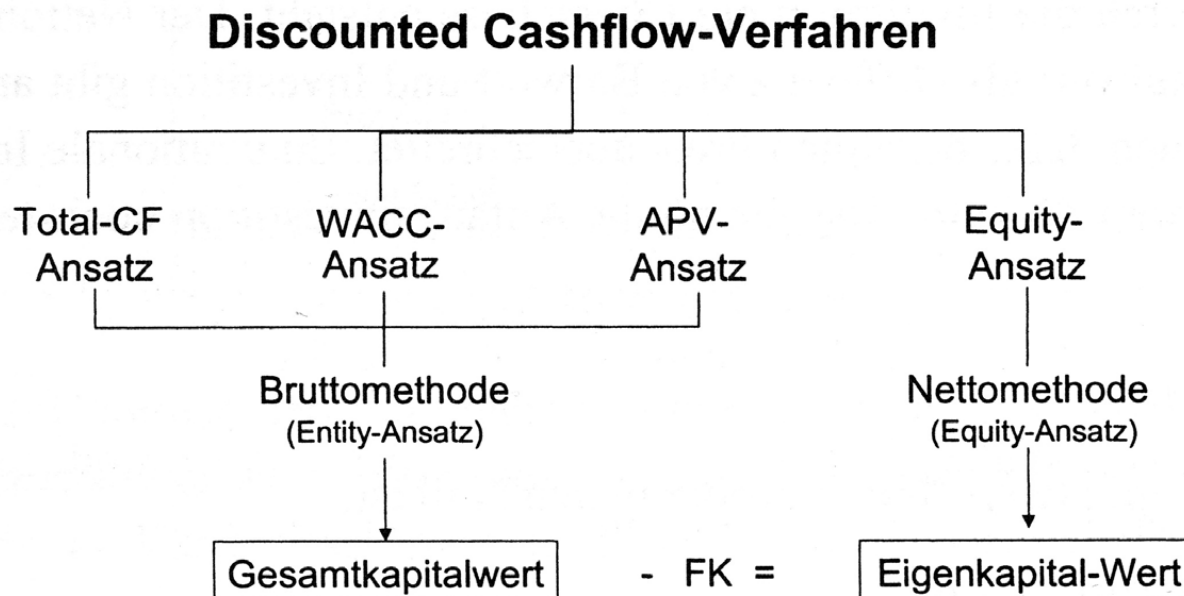 Discounted Cashflow-Verfahren
Total-CF
Ansatz
WACC-
Ansatz
APV-
Ansatz
Equity-
Ansatz
Bruttomethode
(Entity-Ansatz)
Nettomethode
(Equity-Ansatz)
Gesamtkapitalwert - FK = Eigenkapital-Wert